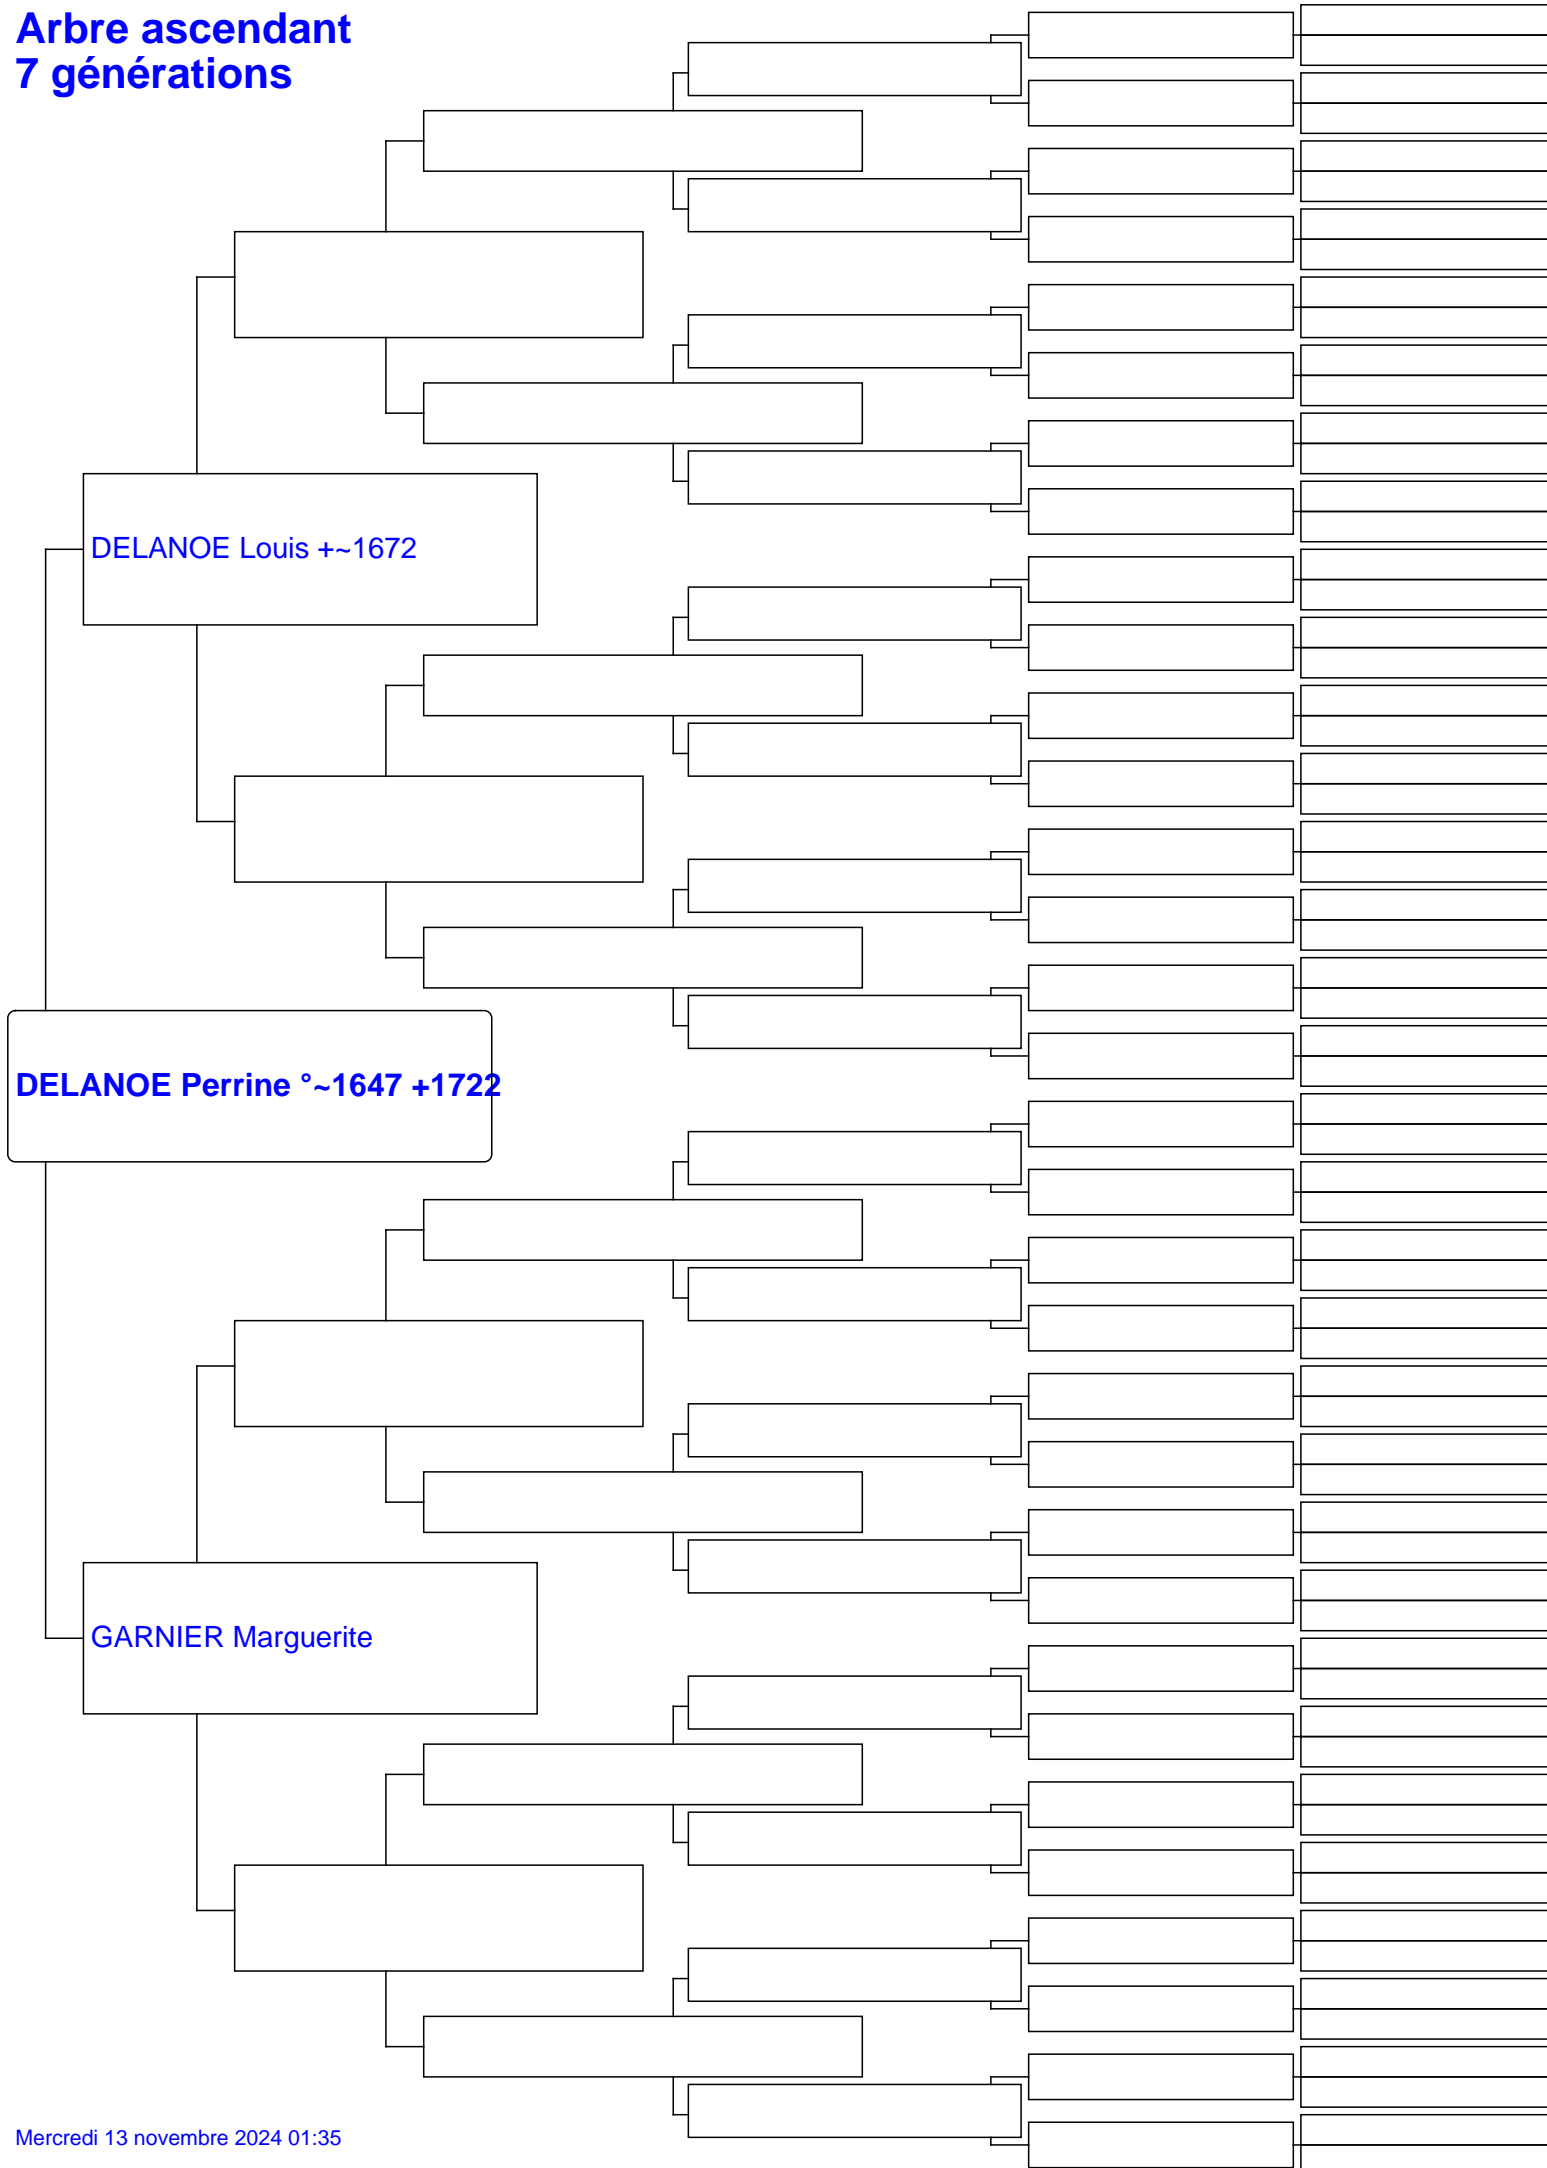 Arbre ascendant
7 générations
DELANOE Louis +~1672
DELANOE Perrine °~1647 +1722
GARNIER Marguerite
Mercredi 13 novembre 2024 01:35